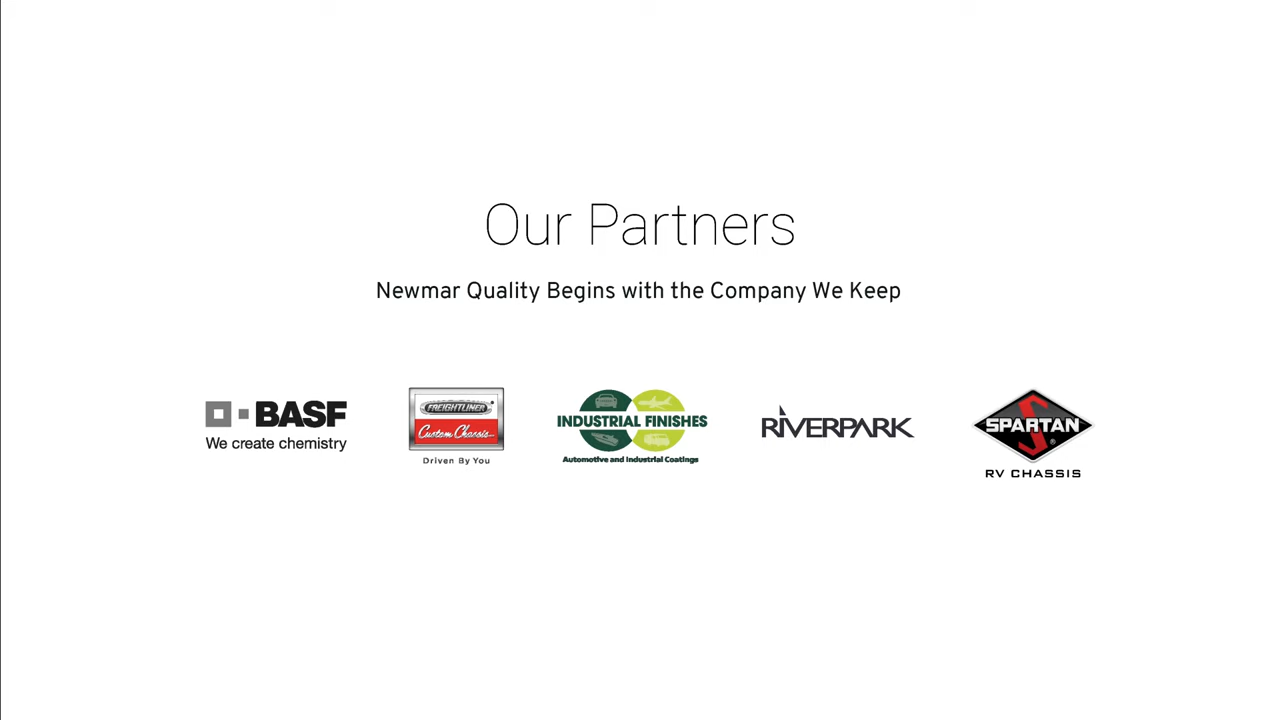 Our Partners
Newmar Quality Begins with the Company We Keep
BASF
We create chemistry
FREIGHTLINER
Custom Chassis
Driven By You
INDUSTRIAL FINISHES
Automotive and Industrial Coatings
RIVERPARK
SPARTAN
®
RV CHASSIS